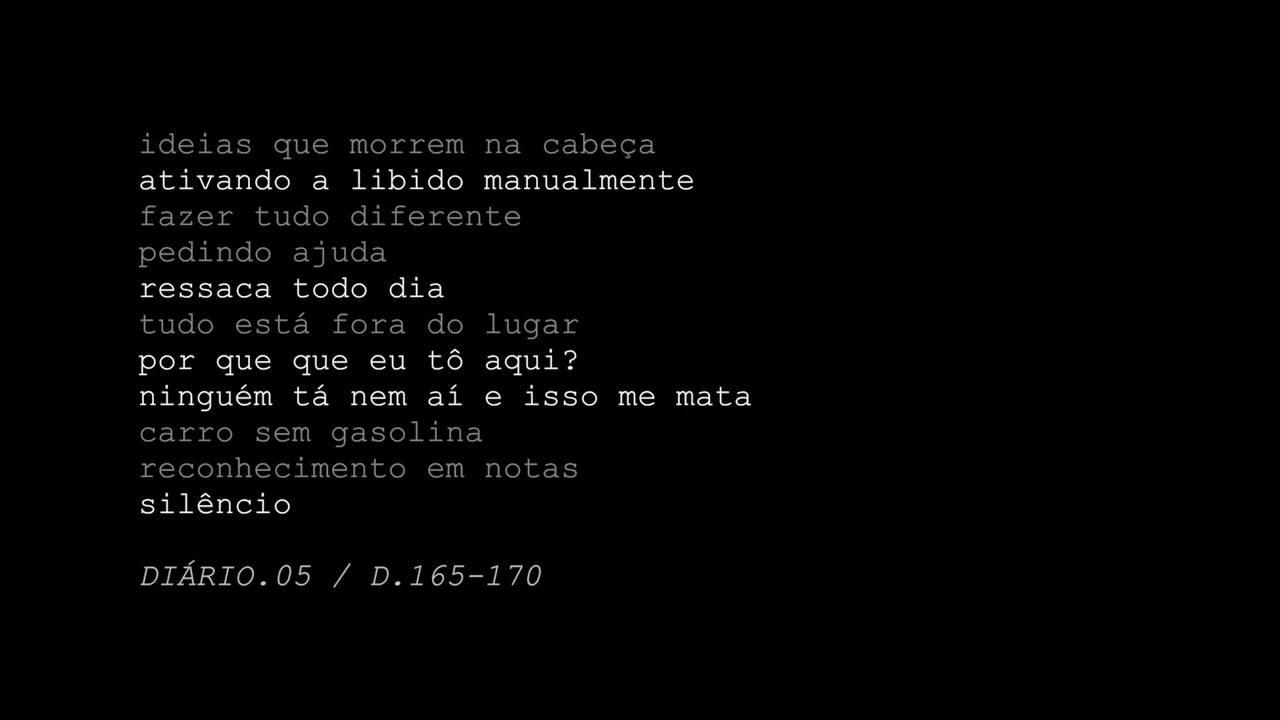 ideias que morrem na cabeça
ativando a libido manualmente
fazer tudo diferente
pedindo ajuda
ressaca todo dia
tudo está fora do lugar
por que que eu tô aqui?
ninguém tá nem aí e isso me mata
carro sem gasolina
reconhecimento em notas
silêncio
DIÁRIO.05 / D.165-170